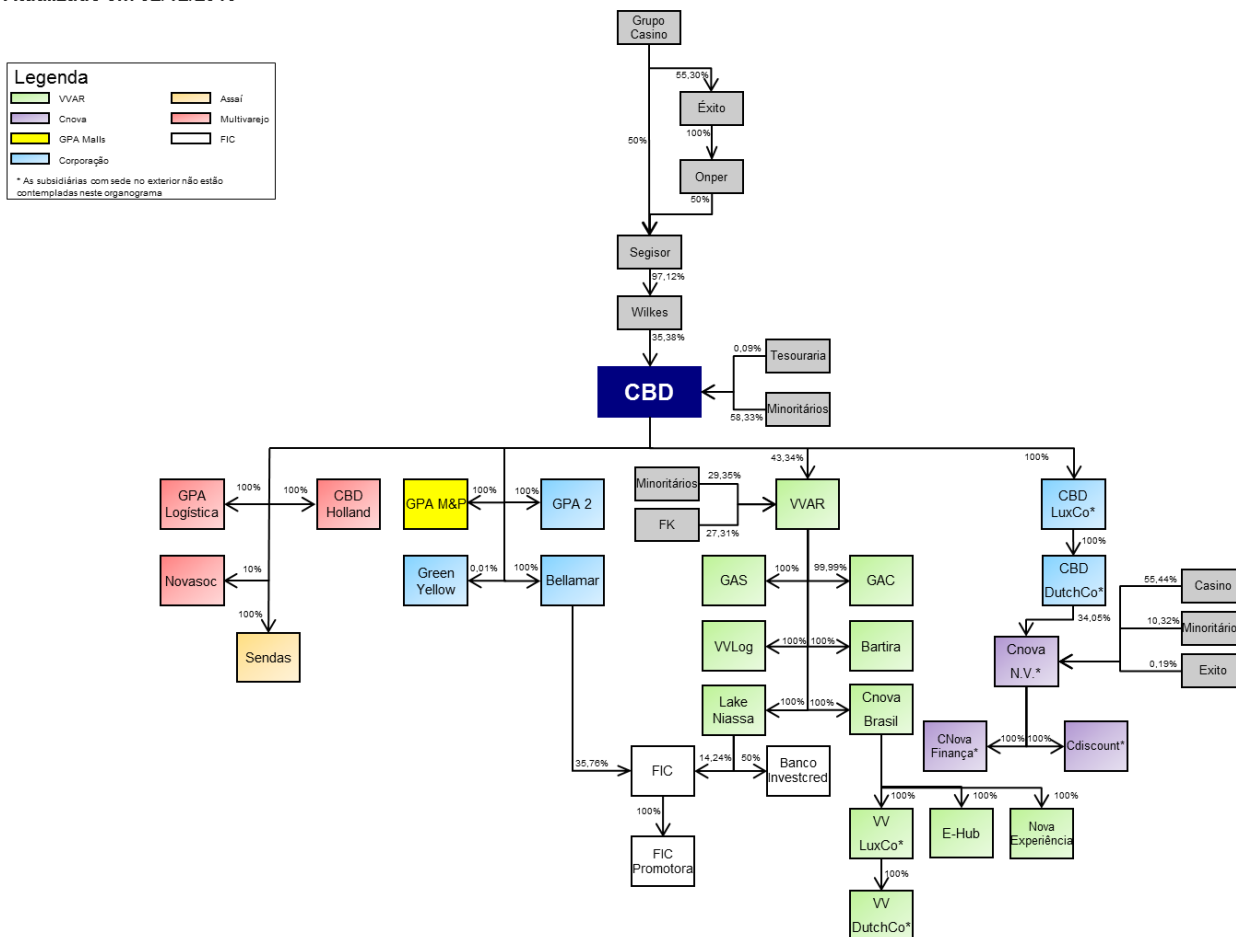 Grupo
Casino
Legenda
VVAR
Assaí
Cnova
Multivarejo
GPA Malls
FIC
Corporação
* As subsidiárias com sede no exterior não estão
contempladas neste organograma
55,30%
Éxito
100%
50%
Onper
50%
Segisor
97,12%
Wilkes
35,38%
0,09%
Tesouraria
CBD
58,33%
Minoritários
43,34%
100%
GPA
Logística
100%
100%
CBD
Holland
GPA M&P
100%
100%
GPA 2
Minoritários
29,35%
FK
27,31%
VVAR
CBD
LuxCo*
100%
Novasoc
10%
Green
Yellow
0,01%
100%
Bellamar
GAS
100%
99,99%
GAC
CBD
DutchCo*
34,05%
55,44%
Casino
10,32%
Minoritário
0,19%
Exito
100%
Sendas
VVLog
100%
100%
Bartira
Cnova
N.V.*
Lake
Niassa
100%
100%
Cnova
Brasil
CNova
Finança*
100%
100%
Cdiscount*
35,76%
FIC
14,24%
50%
Banco
Investcred
100%
FIC
Promotora
100%
100%
100%
VV
LuxCo*
E-Hub
Nova
Experiência
100%
VV
DutchCo*